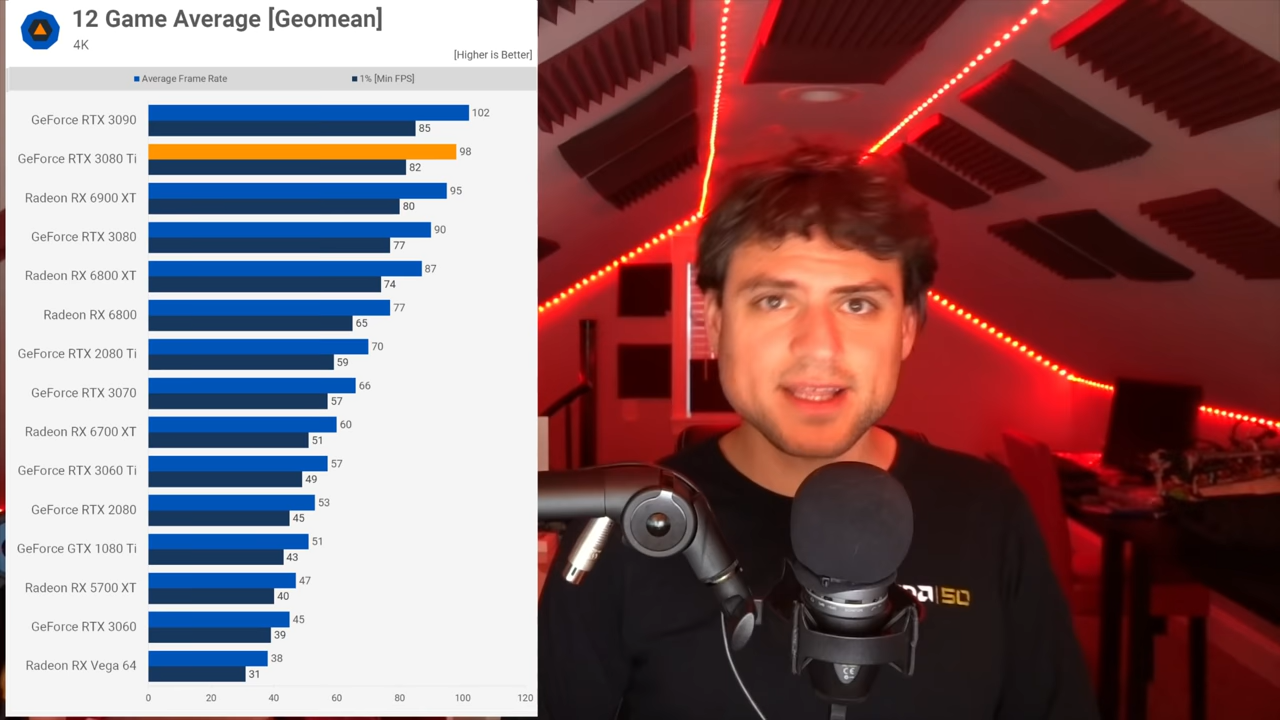 12 Game Average [Geomean]
4K
[Higher is Better]
Average Frame Rate 1% [Min FPS]
GeForce RTX 3090 102 85
GeForce RTX 3080 Ti 98 82
Radeon RX 6900 XT 95 80
GeForce RTX 3080 90 77
Radeon RX 6800 XT 87 74
Radeon RX 6800 77 65
GeForce RTX 2080 Ti 70 59
GeForce RTX 3070 66 57
Radeon RX 6700 XT 60 51
GeForce RTX 3060 Ti 57 49
GeForce RTX 2080 53 45
GeForce GTX 1080 Ti 51 43
Radeon RX 5700 XT 47 40
GeForce RTX 3060 45 39
Radeon RX Vega 64 38 31
0 20 40 60 80 100 120
50
CE